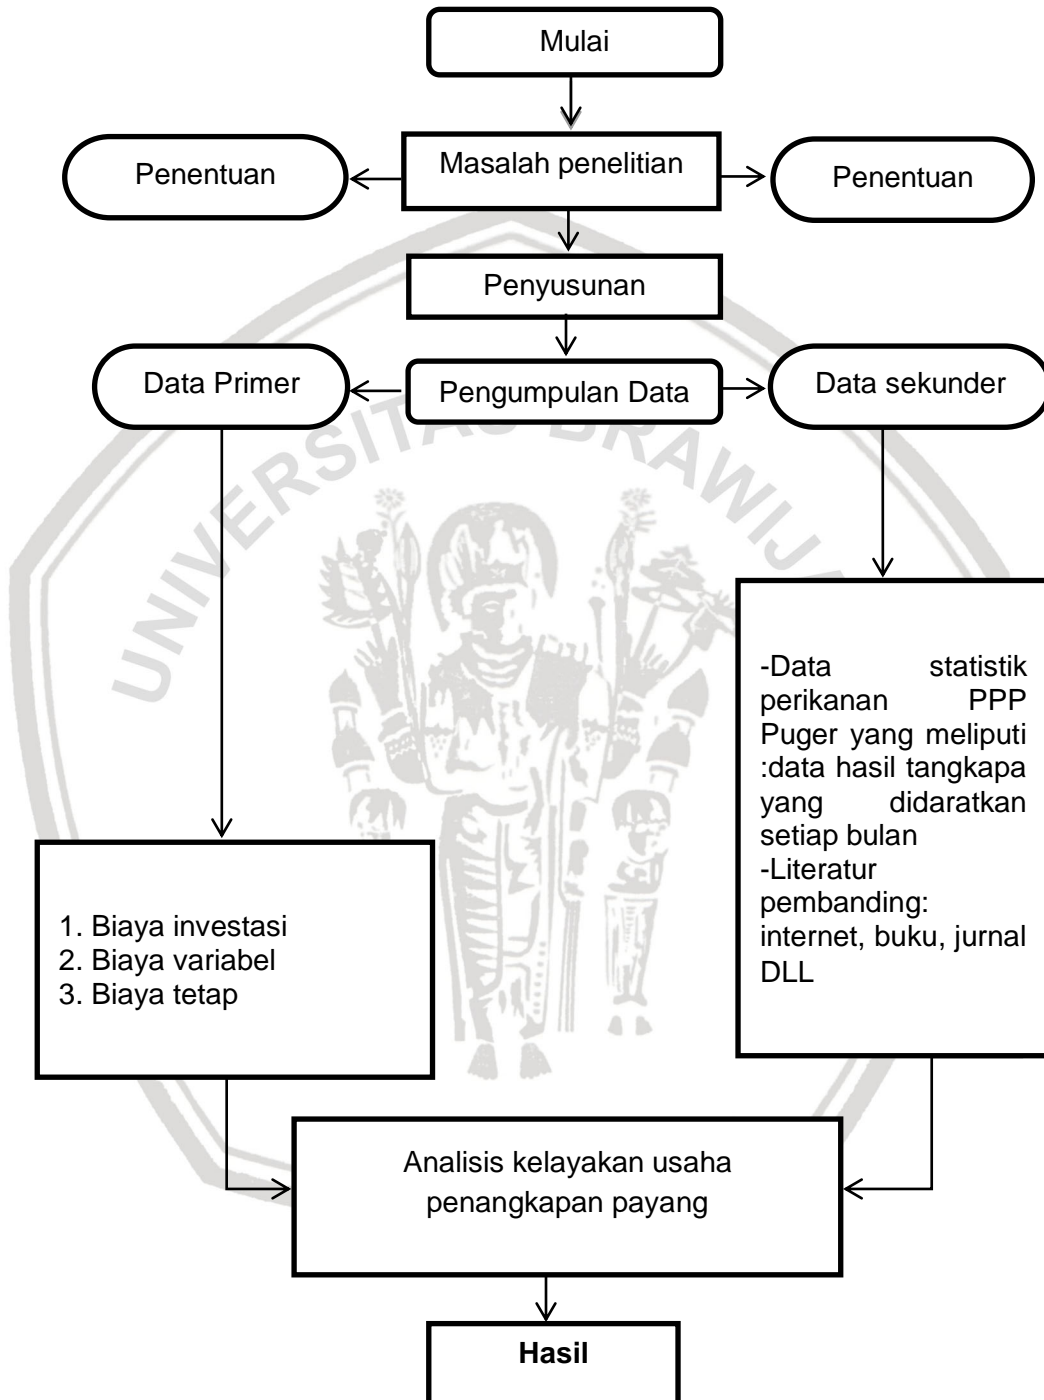 Mulai
Penentuan
Masalah penelitian
Penentuan
Penyusunan
Data Primer
Pengumpulan Data
Data sekunder
UNIVERSITAS BRAWIJA
-Data statistik
perikanan PPP
Puger yang meliputi
:data hasil tangkapa
yang didaratkan
setiap bulan
-Literatur
pembanding:
internet, buku, jurnal
DLL
1. Biaya investasi
2. Biaya variabel
3. Biaya tetap
Analisis kelayakan usaha
penangkapan payang
Hasil